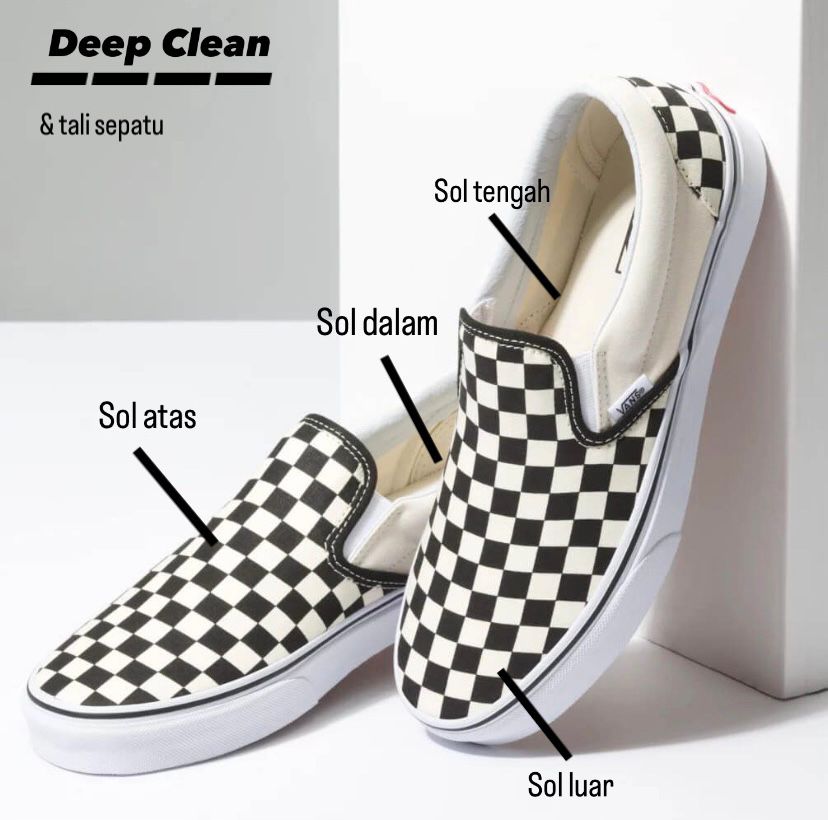 Deep Clean
& tali sepatu
Sol tengah
Sol dalam
Sol atas
VANS
Sol luar